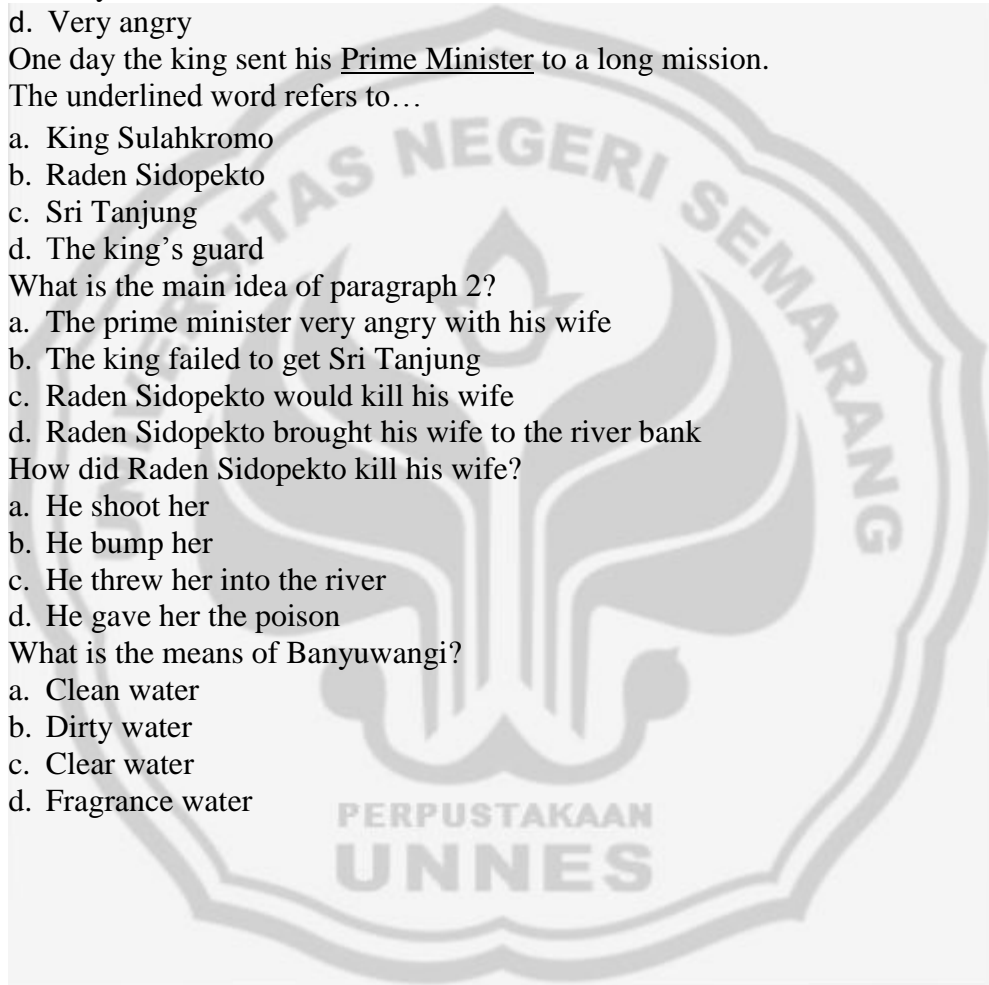 d. Very angry
One day the king sent his Prime Minister to a long mission.
The underlined word refers to…
a. King Sulahkromo
b. Raden Sidopekto
c. Sri Tanjung
d. The king's guard
What is the main idea of paragraph 2?
a. The prime minister very angry with his wife
b. The king failed to get Sri Tanjung
c. Raden Sidopekto would kill his wife
d. Raden Sidopekto brought his wife to the river bank
How did Raden Sidopekto kill his wife?
a. He shoot her
b. He bump her
c. He threw her into the river
d. He gave her the poison
What is the means of Banyuwangi?
a. Clean water
b. Dirty water
c. Clear water
d. Fragrance water
UNIVERSITAS NEGERI SEMARANG
PERPUSTAKAAN
UNNES